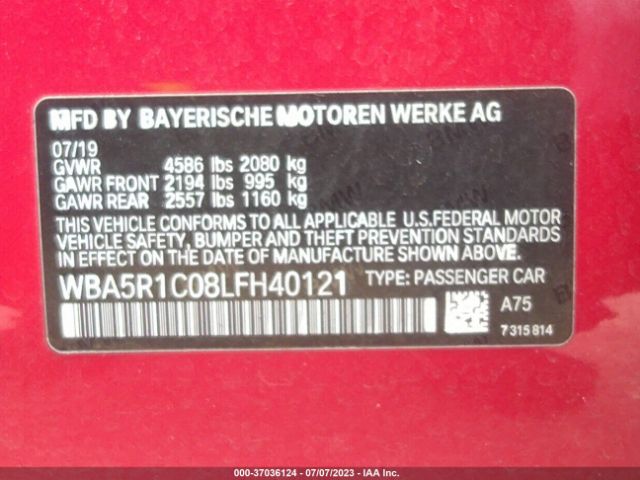 MFD BY BAYERISCHE MOTOREN WERKE AG
07/19
GVWR 4586 lbs 2080 kg
GAWR FRONT 2194 lbs 995 kg
GAWR REAR 2557 lbs 1160 kg
THIS VEHICLE CONFORMS TO ALL APPLICABLE U.S.FEDERAL MOTOR
VEHICLE SAFETY, BUMPER AND THEFT PREVENTION STANDARDS
IN EFFECT ON THE DATE OF MANUFACTURE SHOWN ABOVE.
WBA5R1C08LFH40121 TYPE: PASSENGER CAR
A75
7 315 814
000-37036124 - 07/07/2023 - IAA Inc.